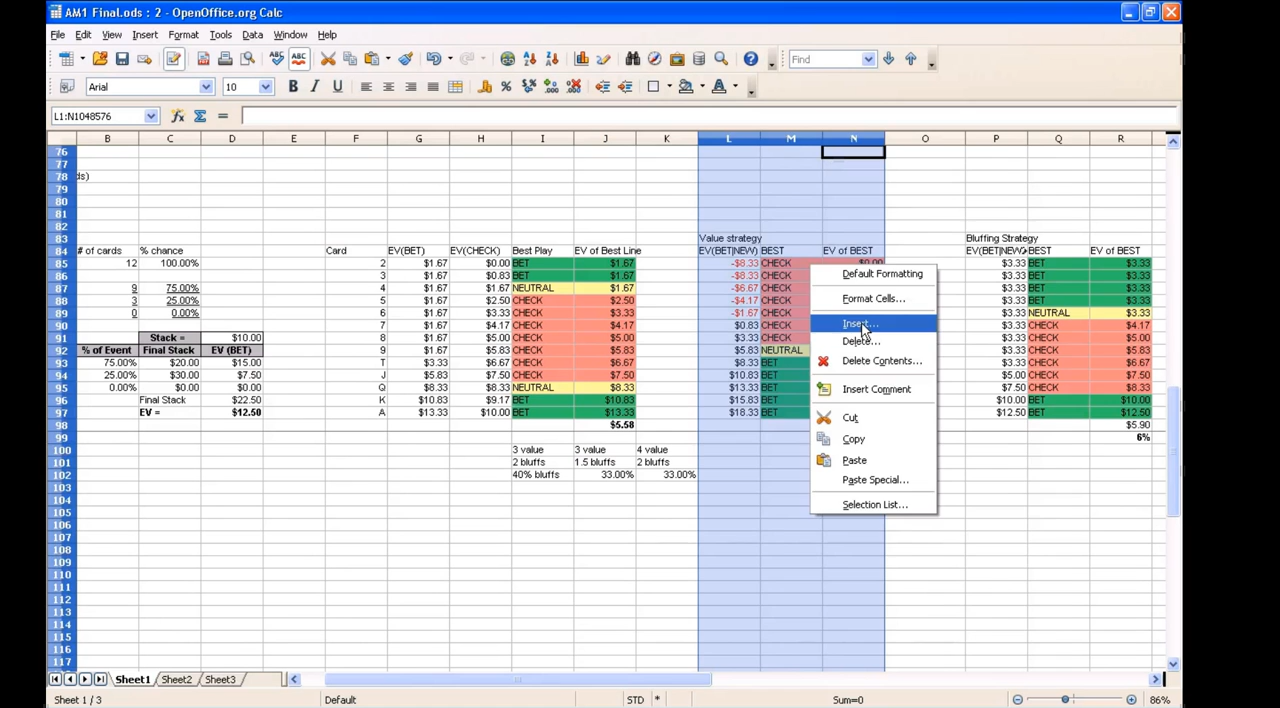 AM1 Final.ods : 2 - OpenOffice.org Calc
File Edit View Insert Format Tools Data Window Help
Find
Arial 10
L1:N1048576
B C D E F G H I J K L M N O P Q R
76
77
78 ds)
79
80
81
82
83 Value strategy Bluffing Strategy
84 # of cards % chance Card EV(BET) EV(CHECK) Best Play EV of Best Line EV(BET|NEW) BEST EV of BEST EV(BET|NEW) BEST EV of BEST
85 12 100.00% 2 $1.67 $0.00 BET $1.67 -$8.33 CHECK $0.00 $3.33 BET $3.33
86 3 $1.67 $0.83 BET $1.67 -$8.33 CHECK $3.33 BET $3.33
87 9 75.00% 4 $1.67 $1.67 NEUTRAL $1.67 -$6.67 CHECK $3.33 BET $3.33
88 3 25.00% 5 $1.67 $2.50 CHECK $2.50 -$4.17 CHECK $3.33 BET $3.33
89 0 0.00% 6 $1.67 $3.33 CHECK $3.33 -$1.67 CHECK $3.33 NEUTRAL $3.33
90 7 $1.67 $4.17 CHECK $4.17 $0.83 CHECK $3.33 CHECK $4.17
91 Stack = $10.00 8 $1.67 $5.00 CHECK $5.00 $3.33 CHECK $3.33 CHECK $5.00
92 % of Event Final Stack EV (BET) 9 $1.67 $5.83 CHECK $5.83 $5.83 NEUTRAL $3.33 CHECK $5.83
93 75.00% $20.00 $15.00 T $3.33 $6.67 CHECK $6.67 $8.33 BET $3.33 CHECK $6.67
94 25.00% $30.00 $7.50 J $5.83 $7.50 CHECK $7.50 $10.83 BET $5.00 CHECK $7.50
95 0.00% $0.00 $0.00 Q $8.33 $8.33 NEUTRAL $8.33 $13.33 BET $7.50 CHECK $8.33
96 Final Stack $22.50 K $10.83 $9.17 BET $10.83 $15.83 BET $10.00 BET $10.00
97 EV = $12.50 A $13.33 $10.00 BET $13.33 $18.33 BET $12.50 BET $12.50
98 $5.58 $5.90
99 6%
100 3 value 3 value 4 value
101 2 bluffs 1.5 bluffs 2 bluffs
102 40% bluffs 33.00% 33.00%
103
104
105
106
107
108
109
110
111
112
113
114
115
116
117
Default Formatting
Format Cells...
Insert...
Delete...
Delete Contents...
Insert Comment
Cut
Copy
Paste
Paste Special...
Selection List...
Sheet1 Sheet2 Sheet3
Sheet 1 / 3 Default STD * Sum=0 86%